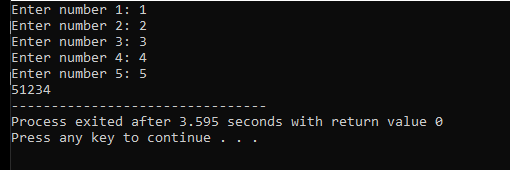 Enter number 1: 1
Enter number 2: 2
Enter number 3: 3
Enter number 4: 4
Enter number 5: 5
51234
--------------------------------
Process exited after 3.595 seconds with return value 0
Press any key to continue . . .